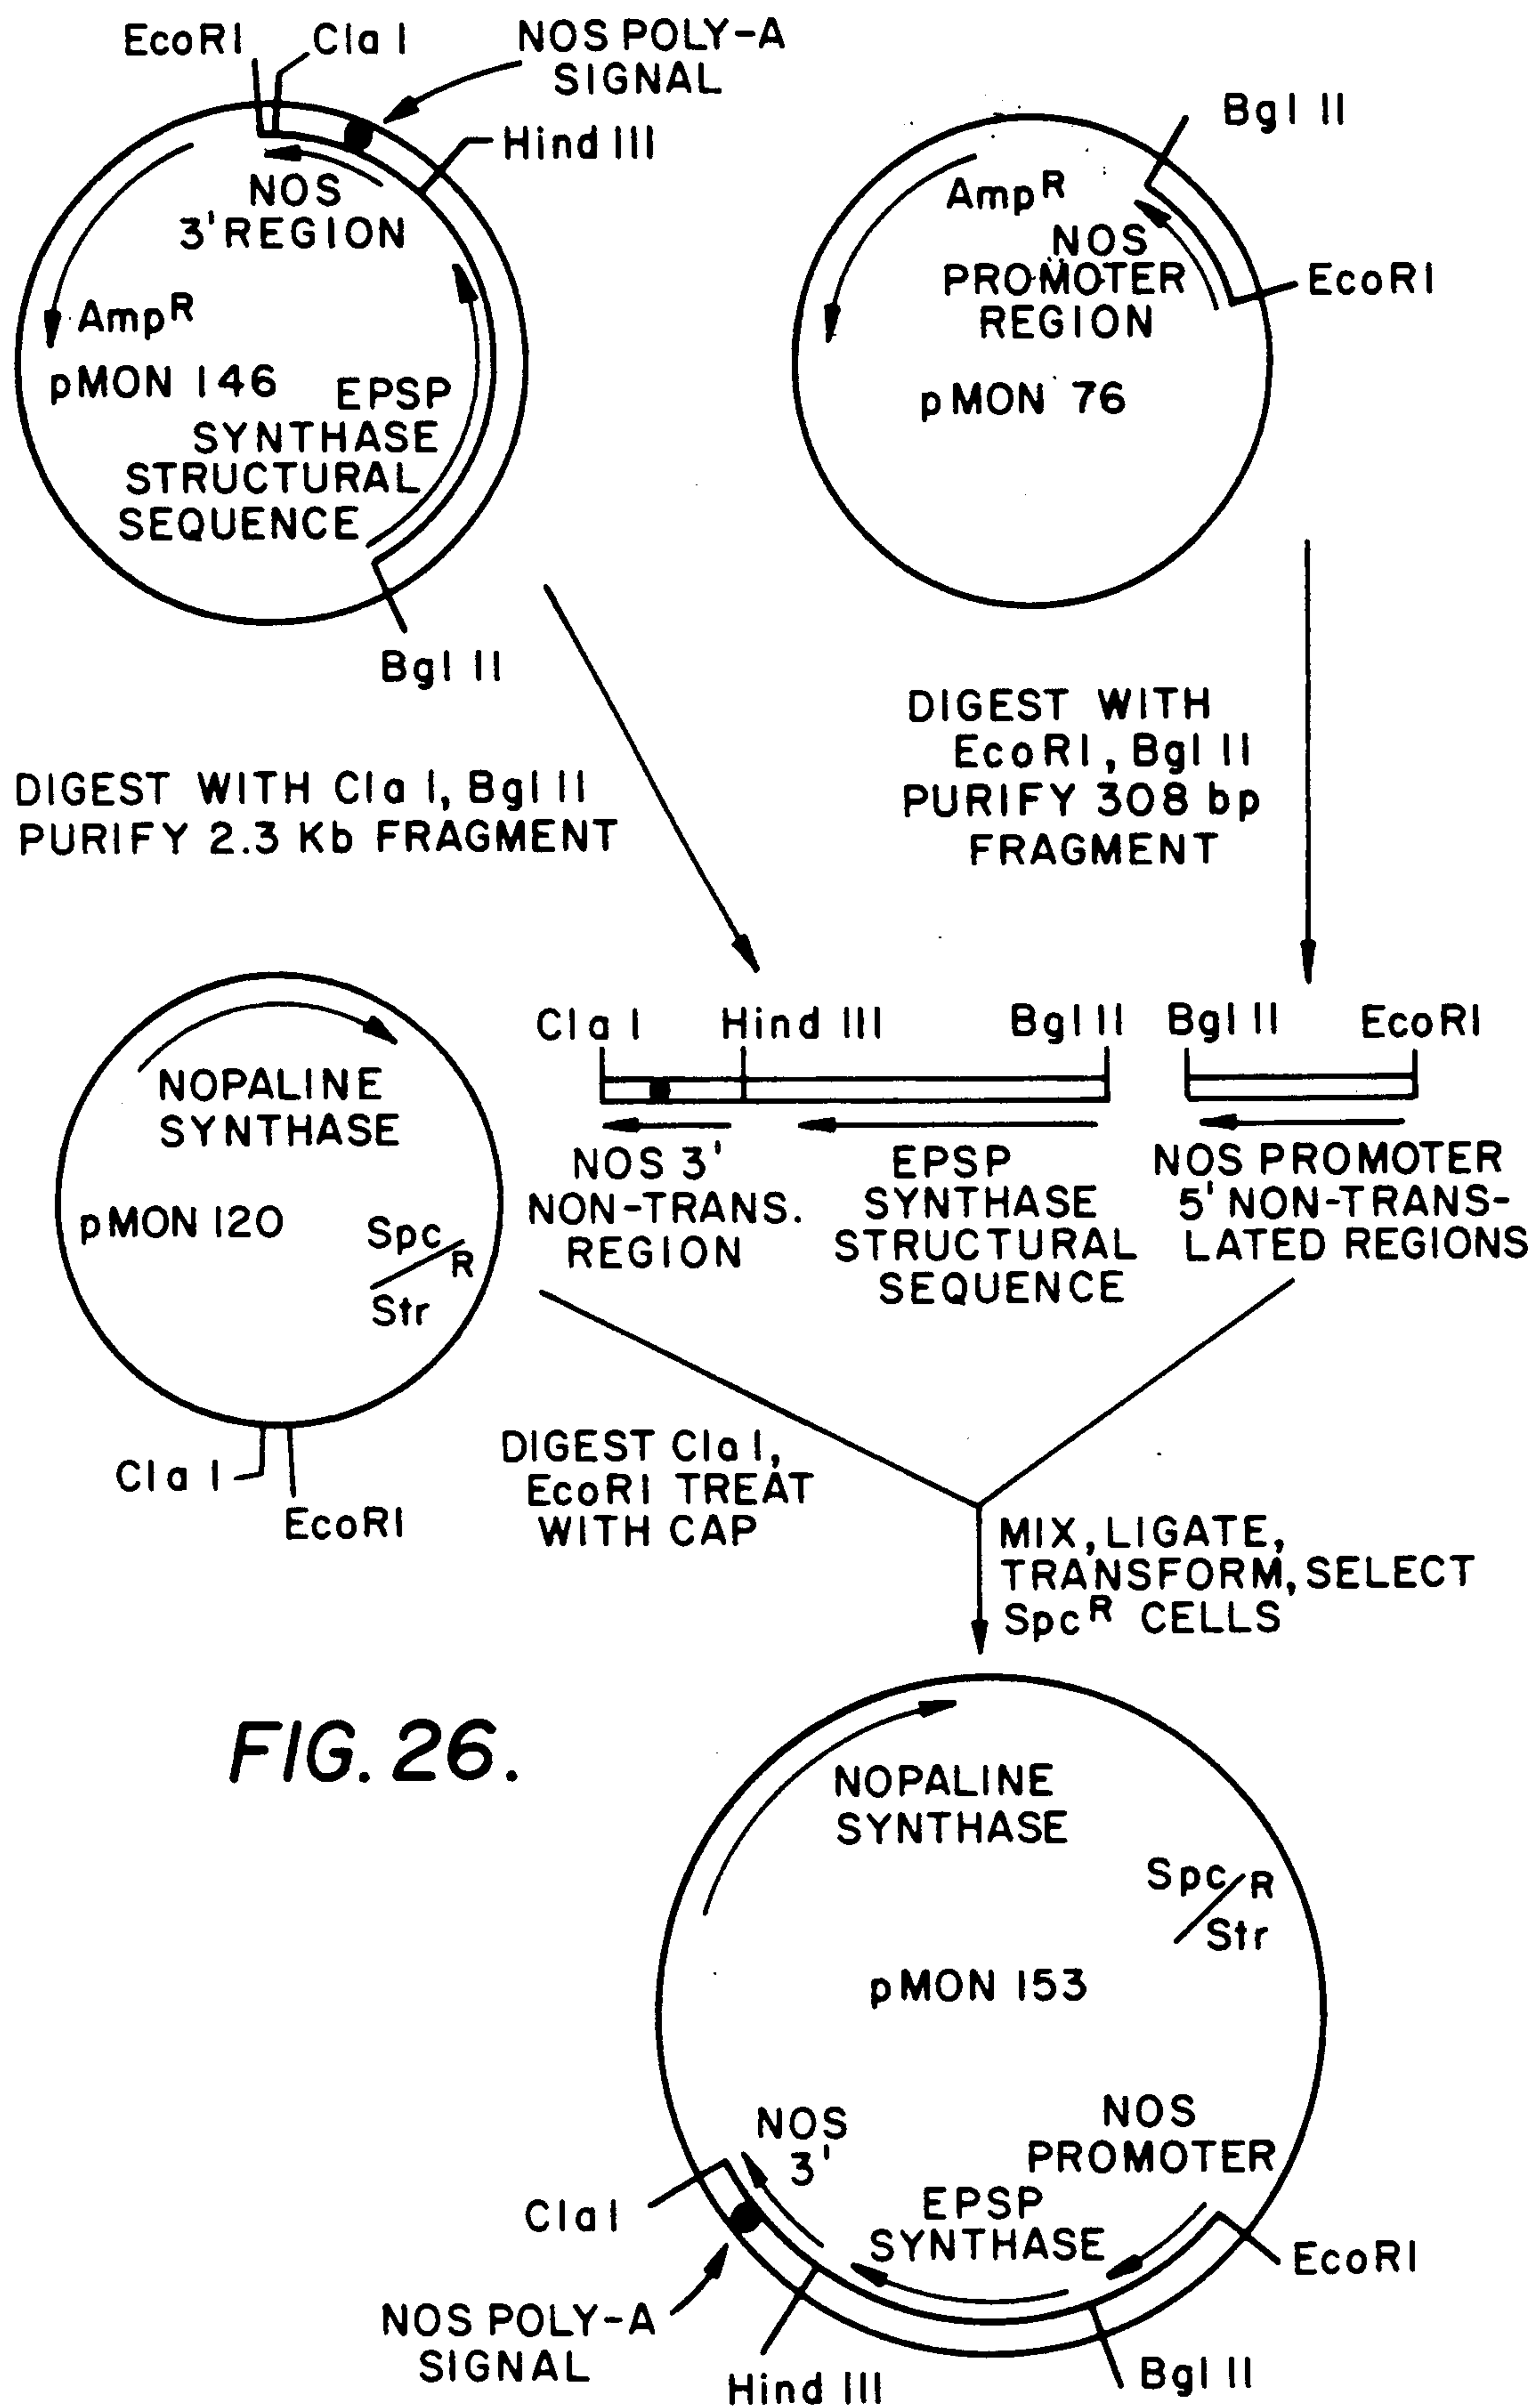 EcoRI
Cla I
NOS POLY-A
SIGNAL
Hind III
NOS
3' REGION
AmpR
pMON 146
EPSP
SYNTHASE
STRUCTURAL
SEQUENCE
Bgl II
Bgl II
AmpR
NOS
PROMOTER
REGION
EcoRI
pMON 76
DIGEST WITH Cla I, Bgl II
PURIFY 2.3 Kb FRAGMENT
DIGEST WITH
EcoRI, Bgl II
PURIFY 308 bp
FRAGMENT
NOPALINE
SYNTHASE
pMON 120
Spc
R
Str
Cla I
EcoRI
Cla I
Hind III
Bgl II
Bgl II
EcoRI
NOS 3'
NON-TRANS.
REGION
EPSP
SYNTHASE
STRUCTURAL
SEQUENCE
NOS PROMOTER
5' NON-TRANS-
LATED REGIONS
DIGEST Cla I,
EcoRI TREAT
WITH CAP
MIX, LIGATE,
TRANSFORM, SELECT
SpcR CELLS
FIG. 26.
NOPALINE
SYNTHASE
Spc
R
Str
pMON 153
NOS
3'
NOS
PROMOTER
EPSP
SYNTHASE
Cla I
EcoRI
NOS POLY-A
SIGNAL
Hind III
Bgl II